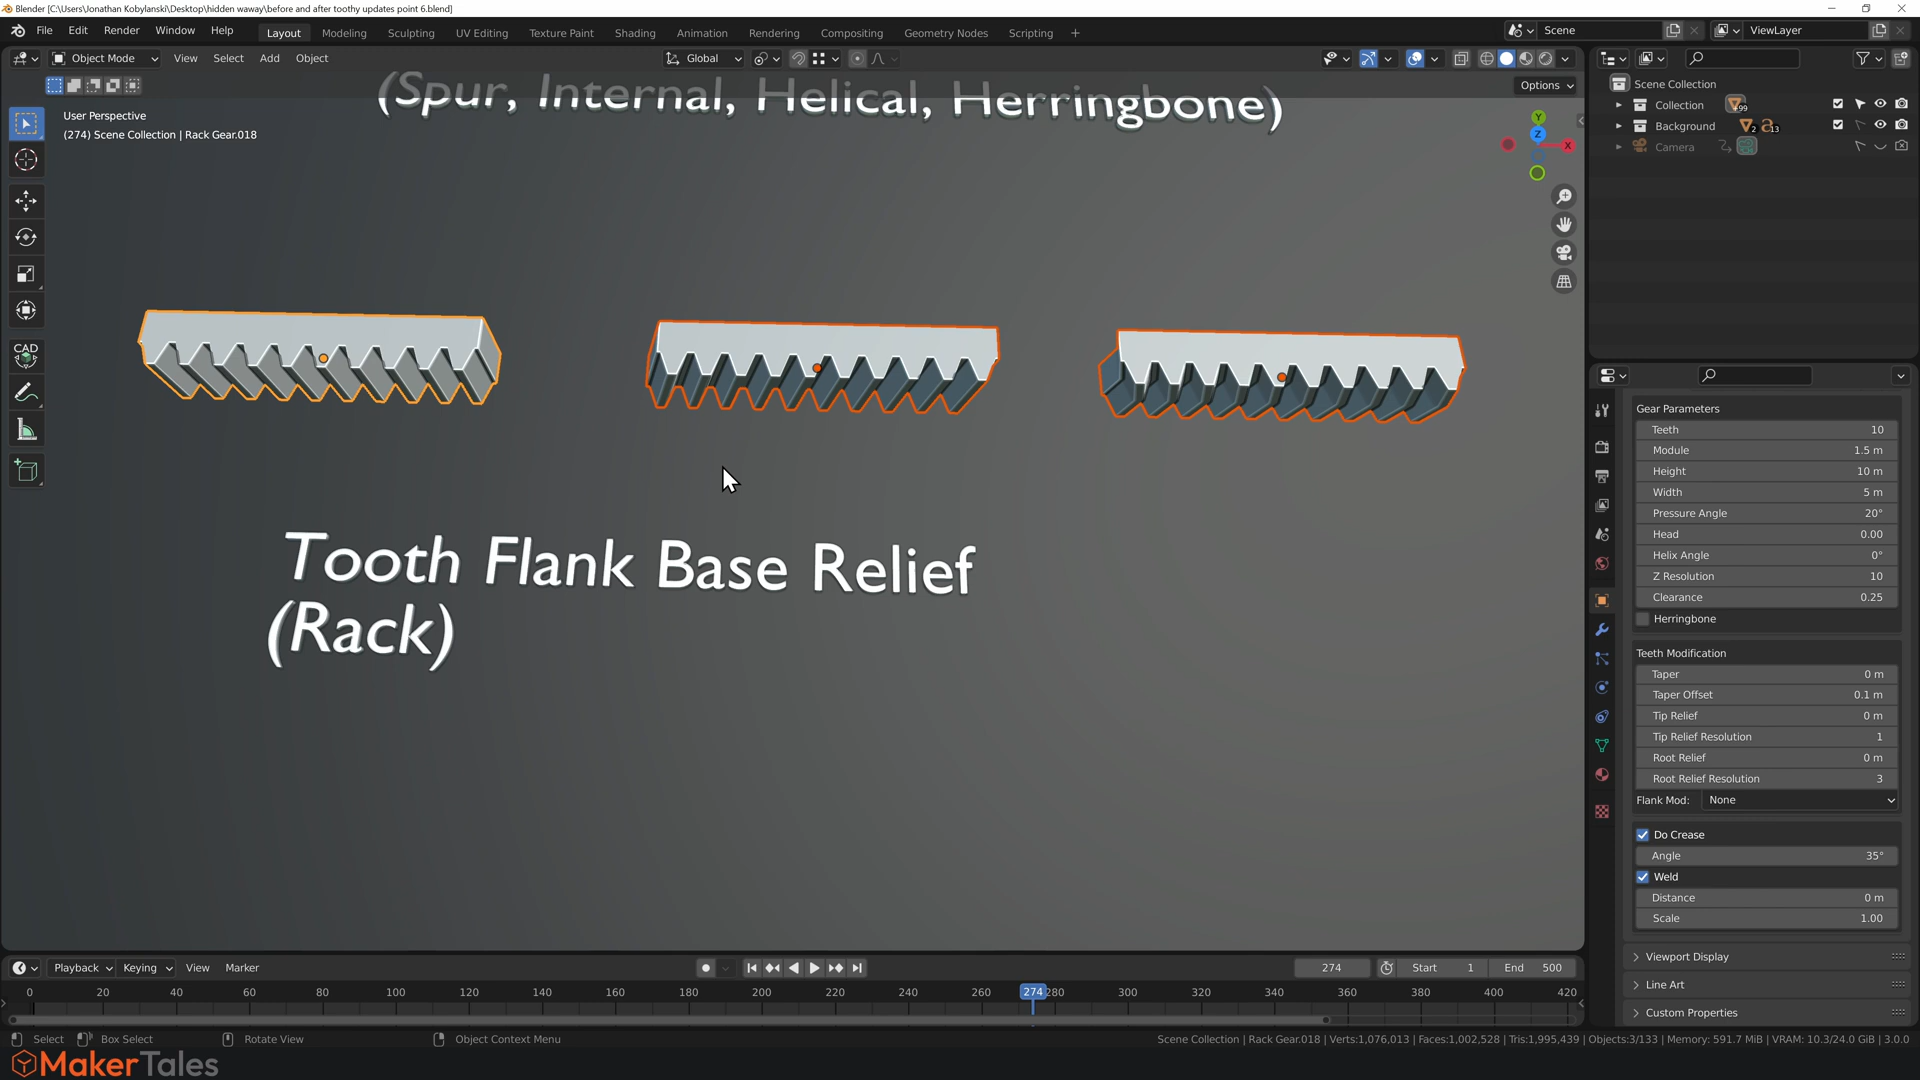 Blender [C:\Users\Jonathan Kobylanski\Desktop\hidden waway\before and after toothy updates point 6.blend]
File Edit Render Window Help Layout Modeling Sculpting UV Editing Texture Paint Shading Animation Rendering Compositing Geometry Nodes Scripting + Scene ViewLayer
Object Mode View Select Add Object Global
Options
User Perspective
(274) Scene Collection | Rack Gear.018
CAD
(Spur, Internal, Helical, Herringbone)
Y
Z
X
Tooth Flank Base Relief
(Rack)
Scene Collection
Collection 99
Background 2 13
Camera
Gear Parameters
Teeth 10
Module 1.5 m
Height 10 m
Width 5 m
Pressure Angle 20°
Head 0.00
Helix Angle 0°
Z Resolution 10
Clearance 0.25
Herringbone
Teeth Modification
Taper 0 m
Taper Offset 0.1 m
Tip Relief 0 m
Tip Relief Resolution 1
Root Relief 0 m
Root Relief Resolution 3
Flank Mod: None
Do Crease
Angle 35°
Weld
Distance 0 m
Scale 1.00
Viewport Display
Line Art
Custom Properties
Playback Keying View Marker 274 Start 1 End 500
0 20 40 60 80 100 120 140 160 180 200 220 240 260 274 280 300 320 340 360 380 400 420
Select Box Select Rotate View Object Context Menu
Scene Collection | Rack Gear.018 | Verts:1,076,013 | Faces:1,002,528 | Tris:1,995,439 | Objects:3/133 | Memory: 591.7 MiB | VRAM: 10.3/24.0 GiB | 3.0.0
MakerTales